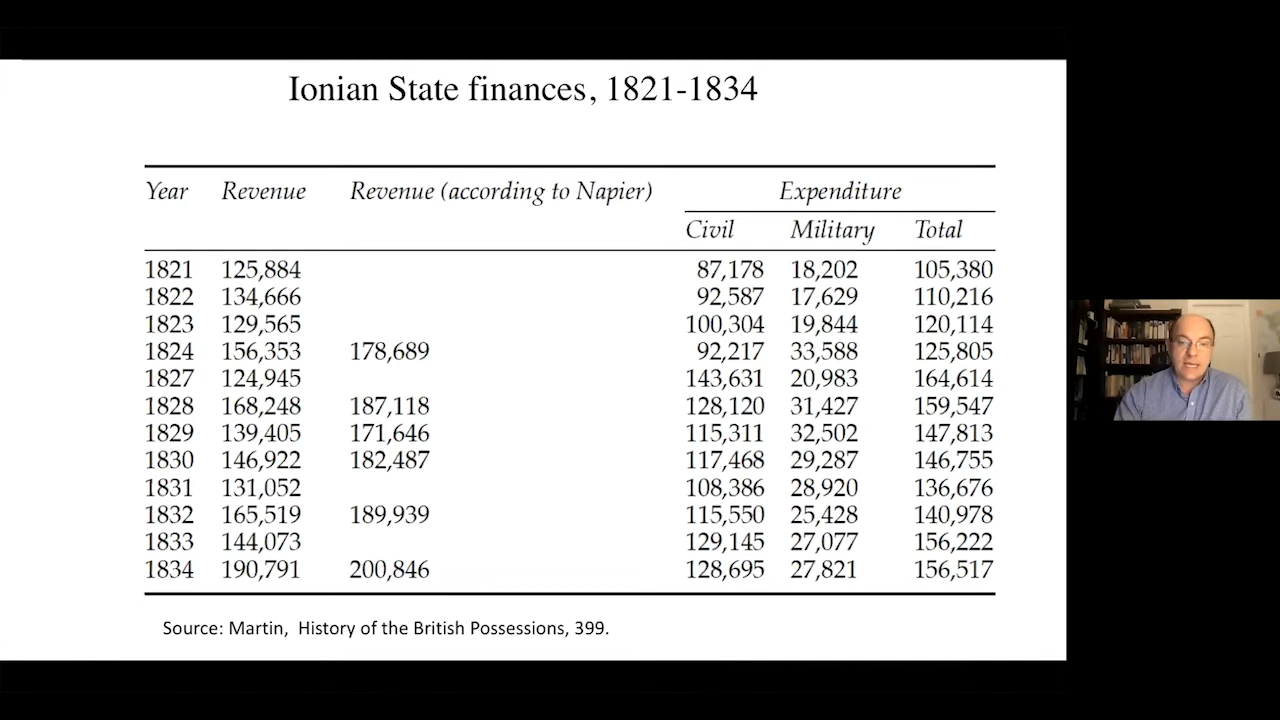 Ionian State finances, 1821-1834
Year Revenue Revenue (according to Napier) Expenditure
Civil Military Total
1821 125,884 87,178 18,202 105,380
1822 134,666 92,587 17,629 110,216
1823 129,565 100,304 19,844 120,114
1824 156,353 178,689 92,217 33,588 125,805
1827 124,945 143,631 20,983 164,614
1828 168,248 187,118 128,120 31,427 159,547
1829 139,405 171,646 115,311 32,502 147,813
1830 146,922 182,487 117,468 29,287 146,755
1831 131,052 108,386 28,920 136,676
1832 165,519 189,939 115,550 25,428 140,978
1833 144,073 129,145 27,077 156,222
1834 190,791 200,846 128,695 27,821 156,517
Source: Martin, History of the British Possessions, 399.